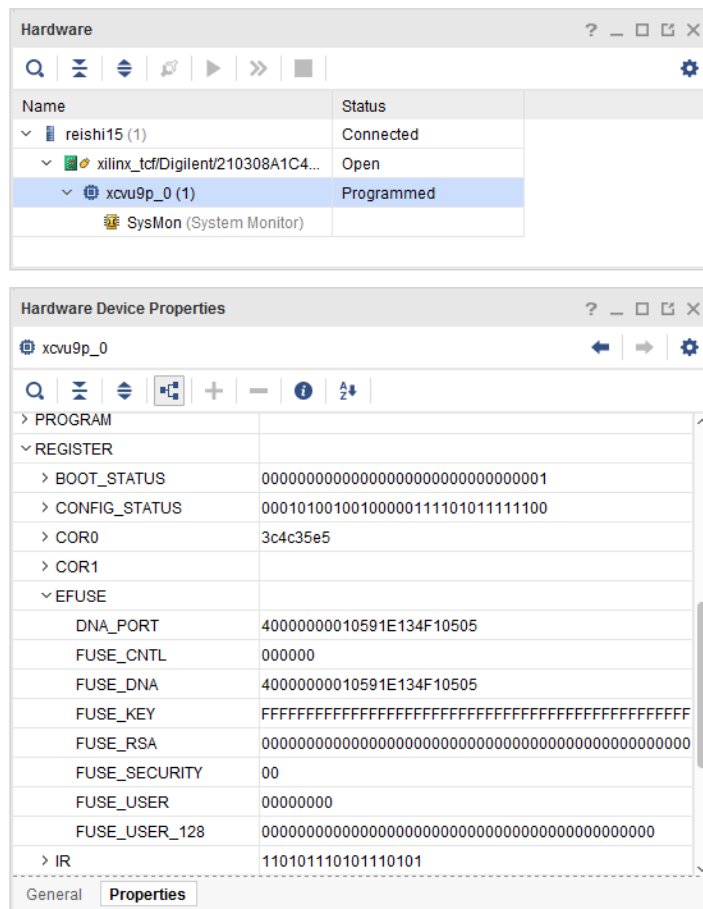 Hardware
Name Status
reishi15 (1) Connected
xilinx_tcf/Digilent/210308A1C4... Open
xcvu9p_0 (1) Programmed
SysMon (System Monitor)
Hardware Device Properties
xcvu9p_0
PROGRAM
REGISTER
BOOT_STATUS 00000000000000000000000000000001
CONFIG_STATUS 00010100100100000111101011111100
COR0 3c4c35e5
COR1
EFUSE
DNA_PORT 40000000010591E134F10505
FUSE_CNTL 000000
FUSE_DNA 40000000010591E134F10505
FUSE_KEY FFFFFFFFFFFFFFFFFFFFFFFFFFFFFFFFFFFFFFFFFFFFFFFF
FUSE_RSA 000000000000000000000000000000000000000000000000
FUSE_SECURITY 00
FUSE_USER 00000000
FUSE_USER_128 00000000000000000000000000000000000000000000
IR 110101110101110101
General Properties